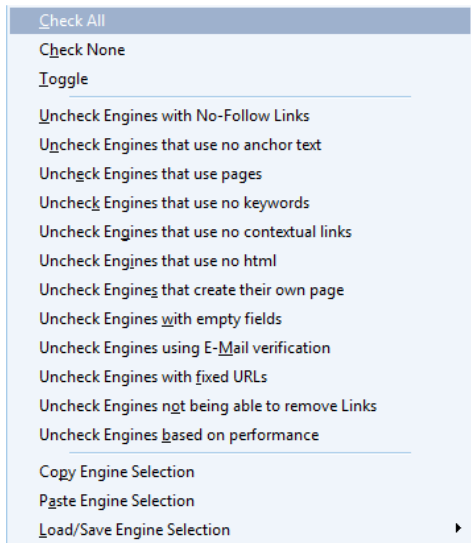 Check All
Check None
Toggle
Uncheck Engines with No-Follow Links
Uncheck Engines that use no anchor text
Uncheck Engines that use pages
Uncheck Engines that use no keywords
Uncheck Engines that use no contextual links
Uncheck Engines that use no html
Uncheck Engines that create their own page
Uncheck Engines with empty fields
Uncheck Engines using E-Mail verification
Uncheck Engines with fixed URLs
Uncheck Engines not being able to remove Links
Uncheck Engines based on performance
Copy Engine Selection
Paste Engine Selection
Load/Save Engine Selection